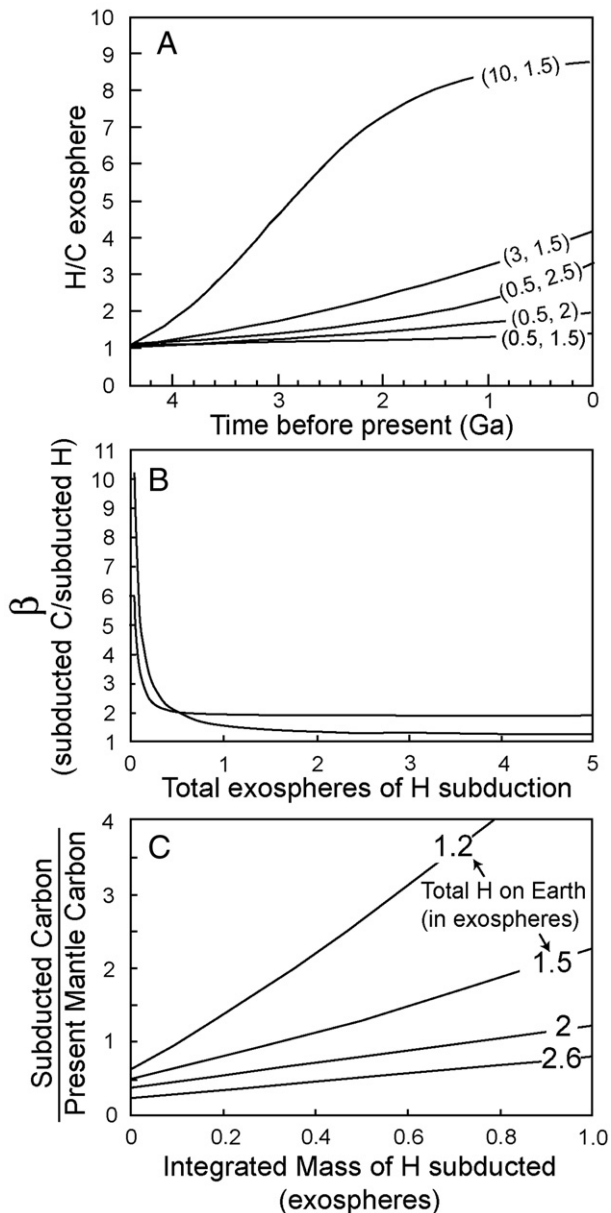 A
10
9
8
7
6
5
4
3
2
1
0
H/C exosphere
(10, 1.5)
(3, 1.5)
(0.5, 2.5)
(0.5, 2)
(0.5, 1.5)
4 3 2 1 0
Time before present (Ga)
B
11
10
9
8
7
6
5
4
3
2
1
β
(subducted C/subducted H)
0 1 2 3 4 5
Total exospheres of H subduction
C
4
3
2
1
0
Subducted Carbon
Present Mantle Carbon
1.2
Total H on Earth
(in exospheres)
1.5
2
2.6
0 0.2 0.4 0.6 0.8 1.0
Integrated Mass of H subducted
(exospheres)